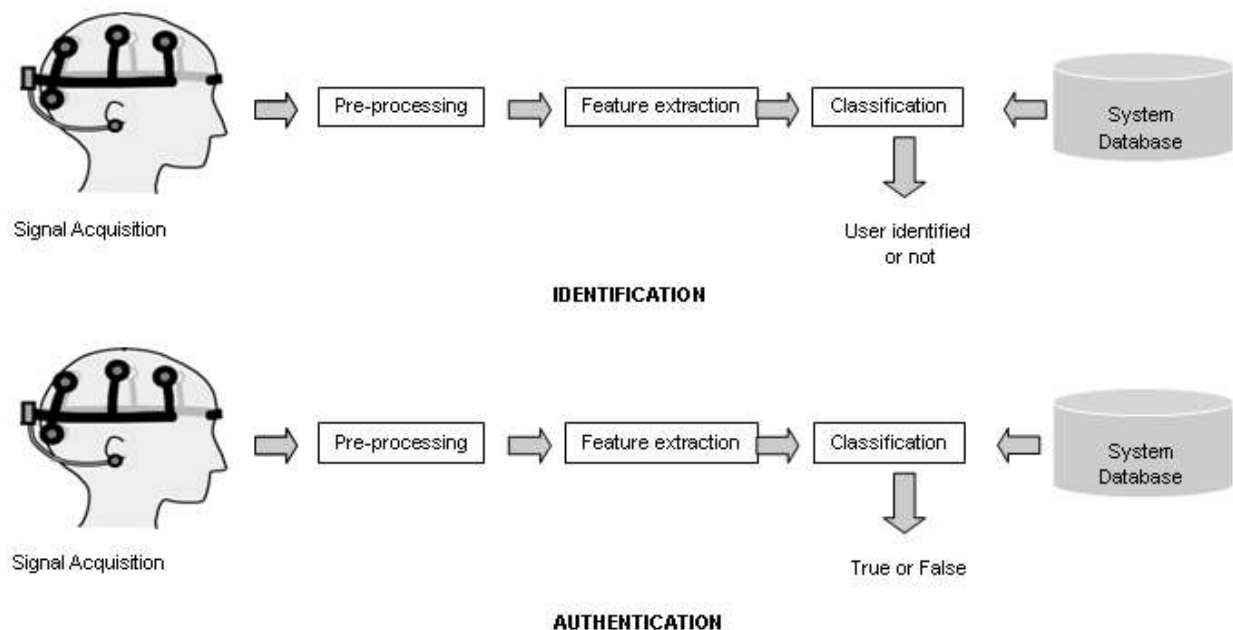 Pre-processing
Feature extraction
Classification
System
Database
Signal Acquisition
User identified
or not
IDENTIFICATION
Pre-processing
Feature extraction
Classification
System
Database
Signal Acquisition
True or False
AUTHENTICATION